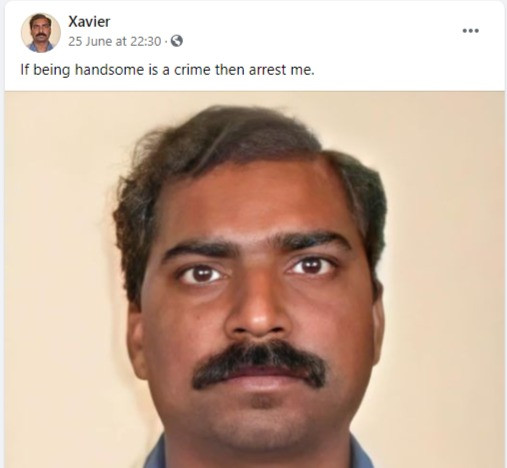 Xavier
25 June at 22:30 ·
If being handsome is a crime then arrest me.